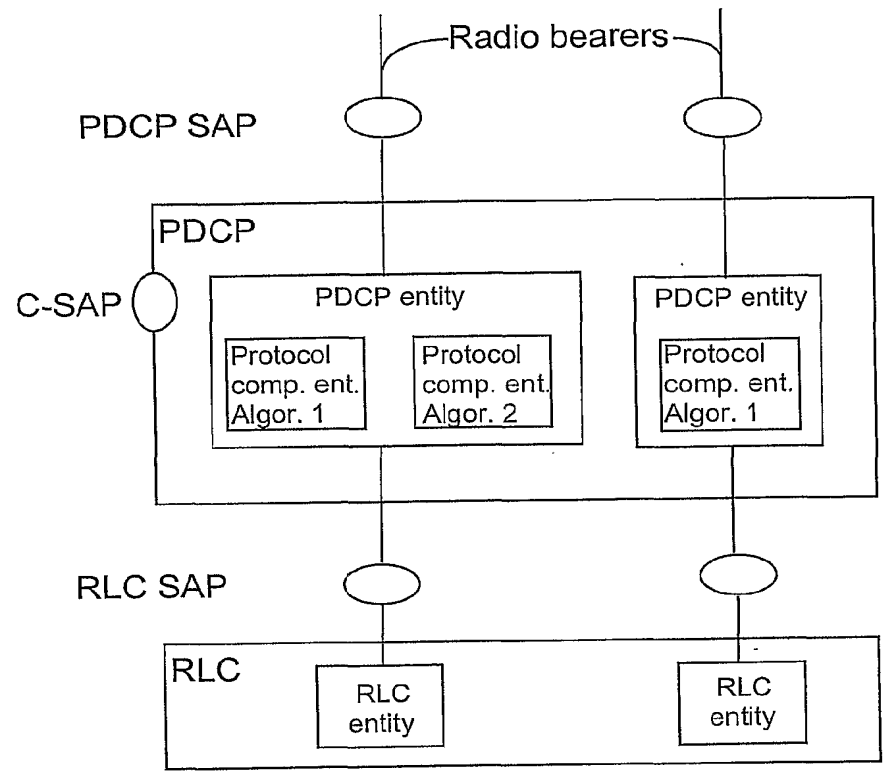 Radio bearers
PDCP SAP
PDCP
C-SAP
PDCP entity
Protocol
comp. ent.
Algor. 1
Protocol
comp. ent.
Algor. 2
PDCP entity
Protocol
comp. ent.
Algor. 1
RLC SAP
RLC
RLC
entity
RLC
entity